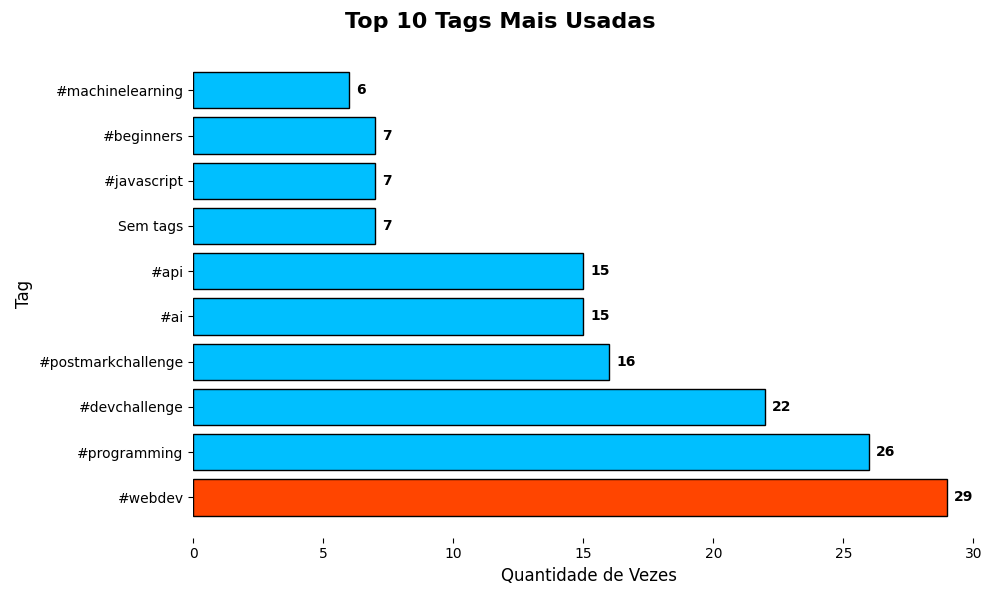 Top 10 Tags Mais Usadas
#machinelearning 6
#beginners 7
#javascript 7
Sem tags 7
#api 15
#ai 15
#postmarkchallenge 16
#devchallenge 22
#programming 26
#webdev 29
Tag
0 5 10 15 20 25 30
Quantidade de Vezes